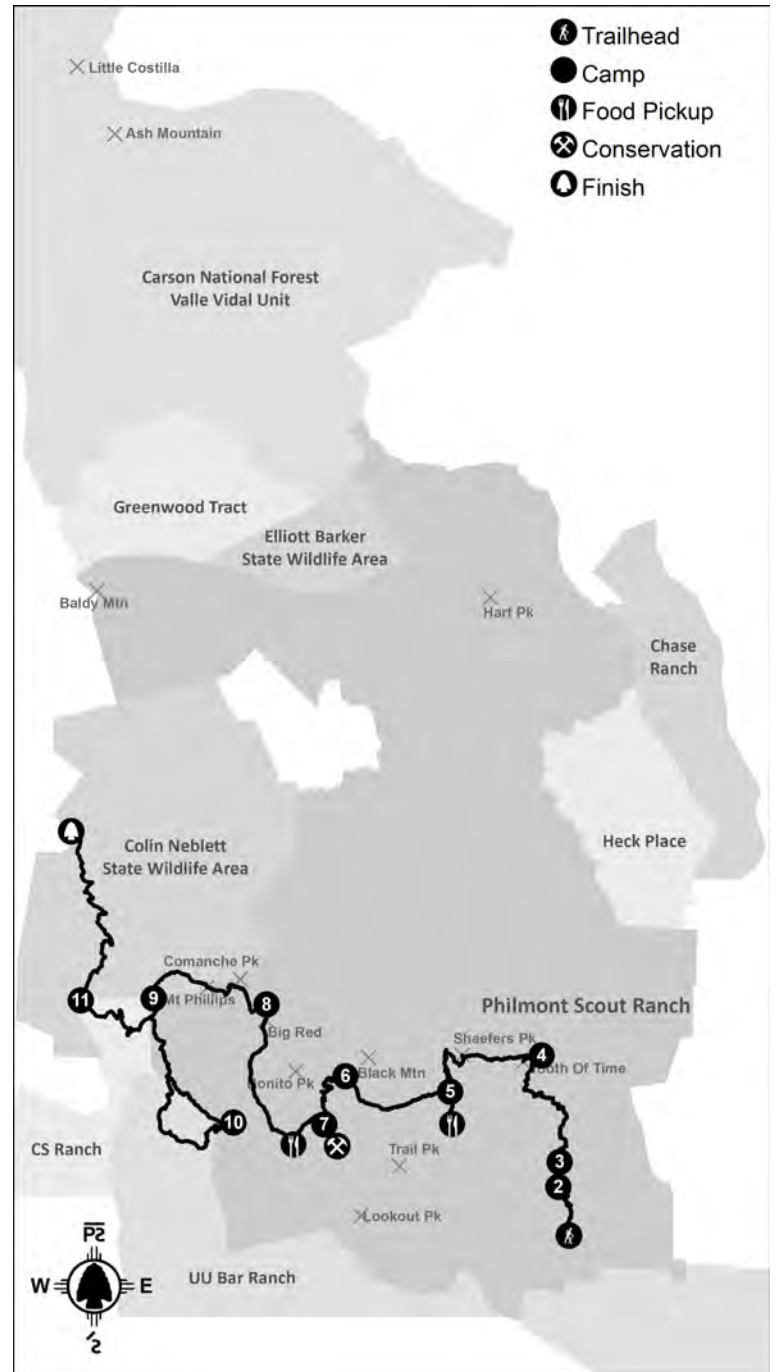 Trailhead
Camp
Food Pickup
Conservation
Finish
Little Costilla
Ash Mountain
Carson National Forest
Valle Vidal Unit
Greenwood Tract
Elliott Barker
State Wildlife Area
Baldy Mtn
Hart Pk
Chase
Ranch
Heck Place
Colin Neblett
State Wildlife Area
Comanche Pk
Mt Phillips
11
9
8
Big Red
Philmont Scout Ranch
Shaefers Pk
4
Tooth Of Time
Black Mtn
Bonito Pk
6
5
7
10
Trail Pk
3
2
CS Ranch
Lookout Pk
UU Bar Ranch
W
E